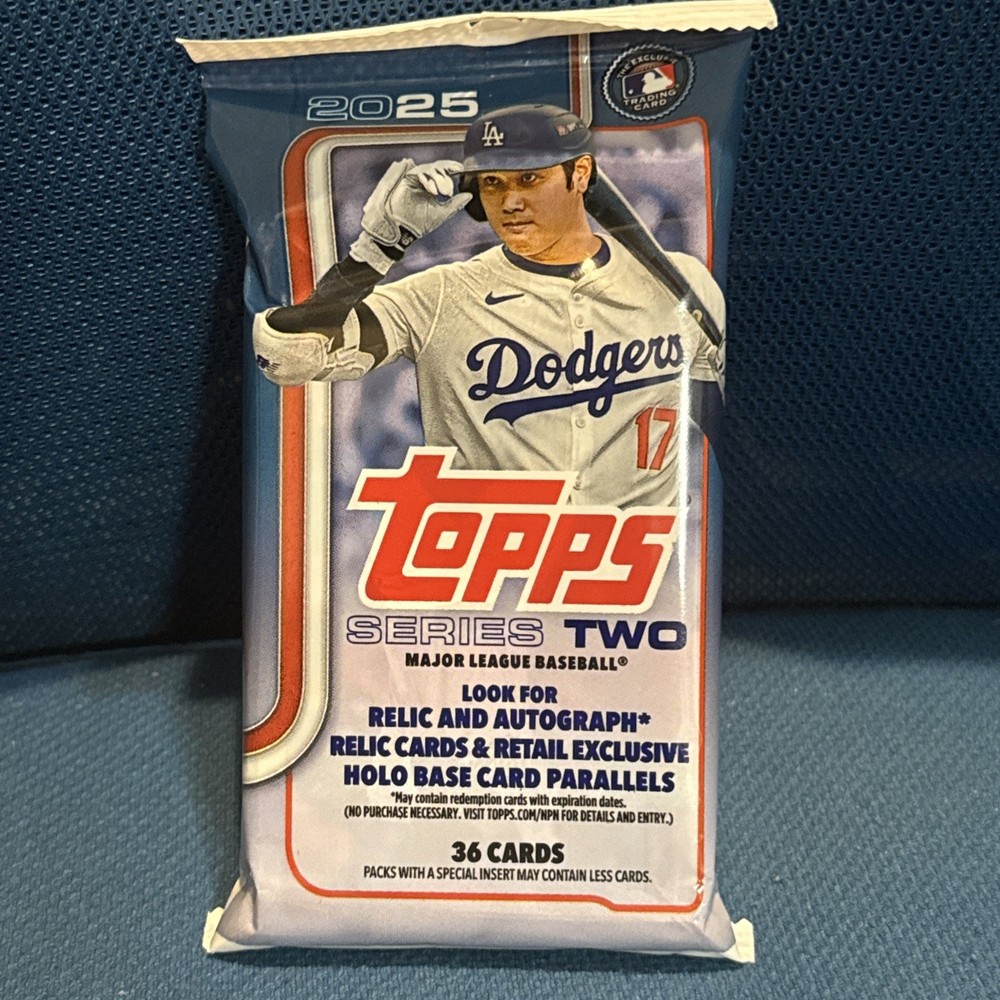 2025
THE EXCLUSIVE
TRADING
CARD
LA
Dodgers
17
topps
SERIES TWO
MAJOR LEAGUE BASEBALL®
LOOK FOR
RELIC AND AUTOGRAPH*
RELIC CARDS & RETAIL EXCLUSIVE
HOLO BASE CARD PARALLELS
*May contain redemption cards with expiration dates.
(NO PURCHASE NECESSARY. VISIT TOPPS.COM/NPN FOR DETAILS AND ENTRY.)
36 CARDS
PACKS WITH A SPECIAL INSERT MAY CONTAIN LESS CARDS.